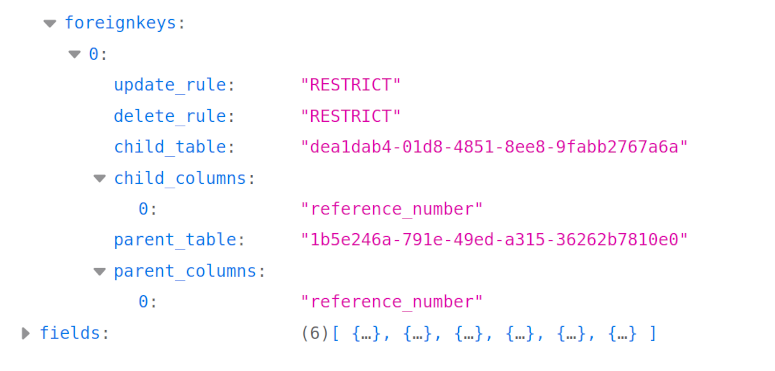 foreignkeys:
0:
update_rule: "RESTRICT"
delete_rule: "RESTRICT"
child_table: "dea1dab4-01d8-4851-8ee8-9fabb2767a6a"
child_columns:
0: "reference_number"
parent_table: "1b5e246a-791e-49ed-a315-36262b7810e0"
parent_columns:
0: "reference_number"
fields: (6)[ {…}, {…}, {…}, {…}, {…}, {…} ]